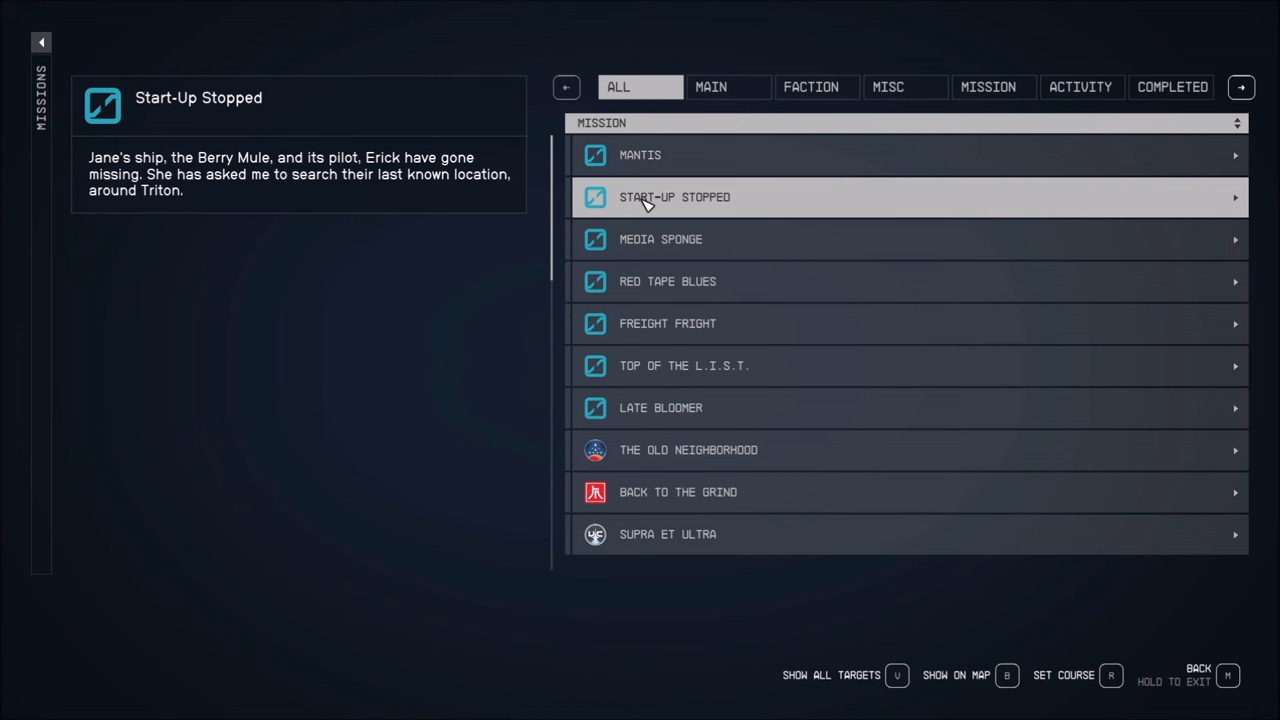 MISSIONS
Start-Up Stopped
Jane's ship, the Berry Mule, and its pilot, Erick have gone
missing. She has asked me to search their last known location,
around Triton.
ALL
MAIN
FACTION
MISC
MISSION
ACTIVITY
COMPLETED
MISSION
MANTIS
START-UP STOPPED
MEDIA SPONGE
RED TAPE BLUES
FREIGHT FRIGHT
TOP OF THE L.I.S.T.
LATE BLOOMER
THE OLD NEIGHBORHOOD
BACK TO THE GRIND
UC SUPRA ET ULTRA
SHOW ALL TARGETS V
SHOW ON MAP B
SET COURSE R
BACK M
HOLD TO EXIT